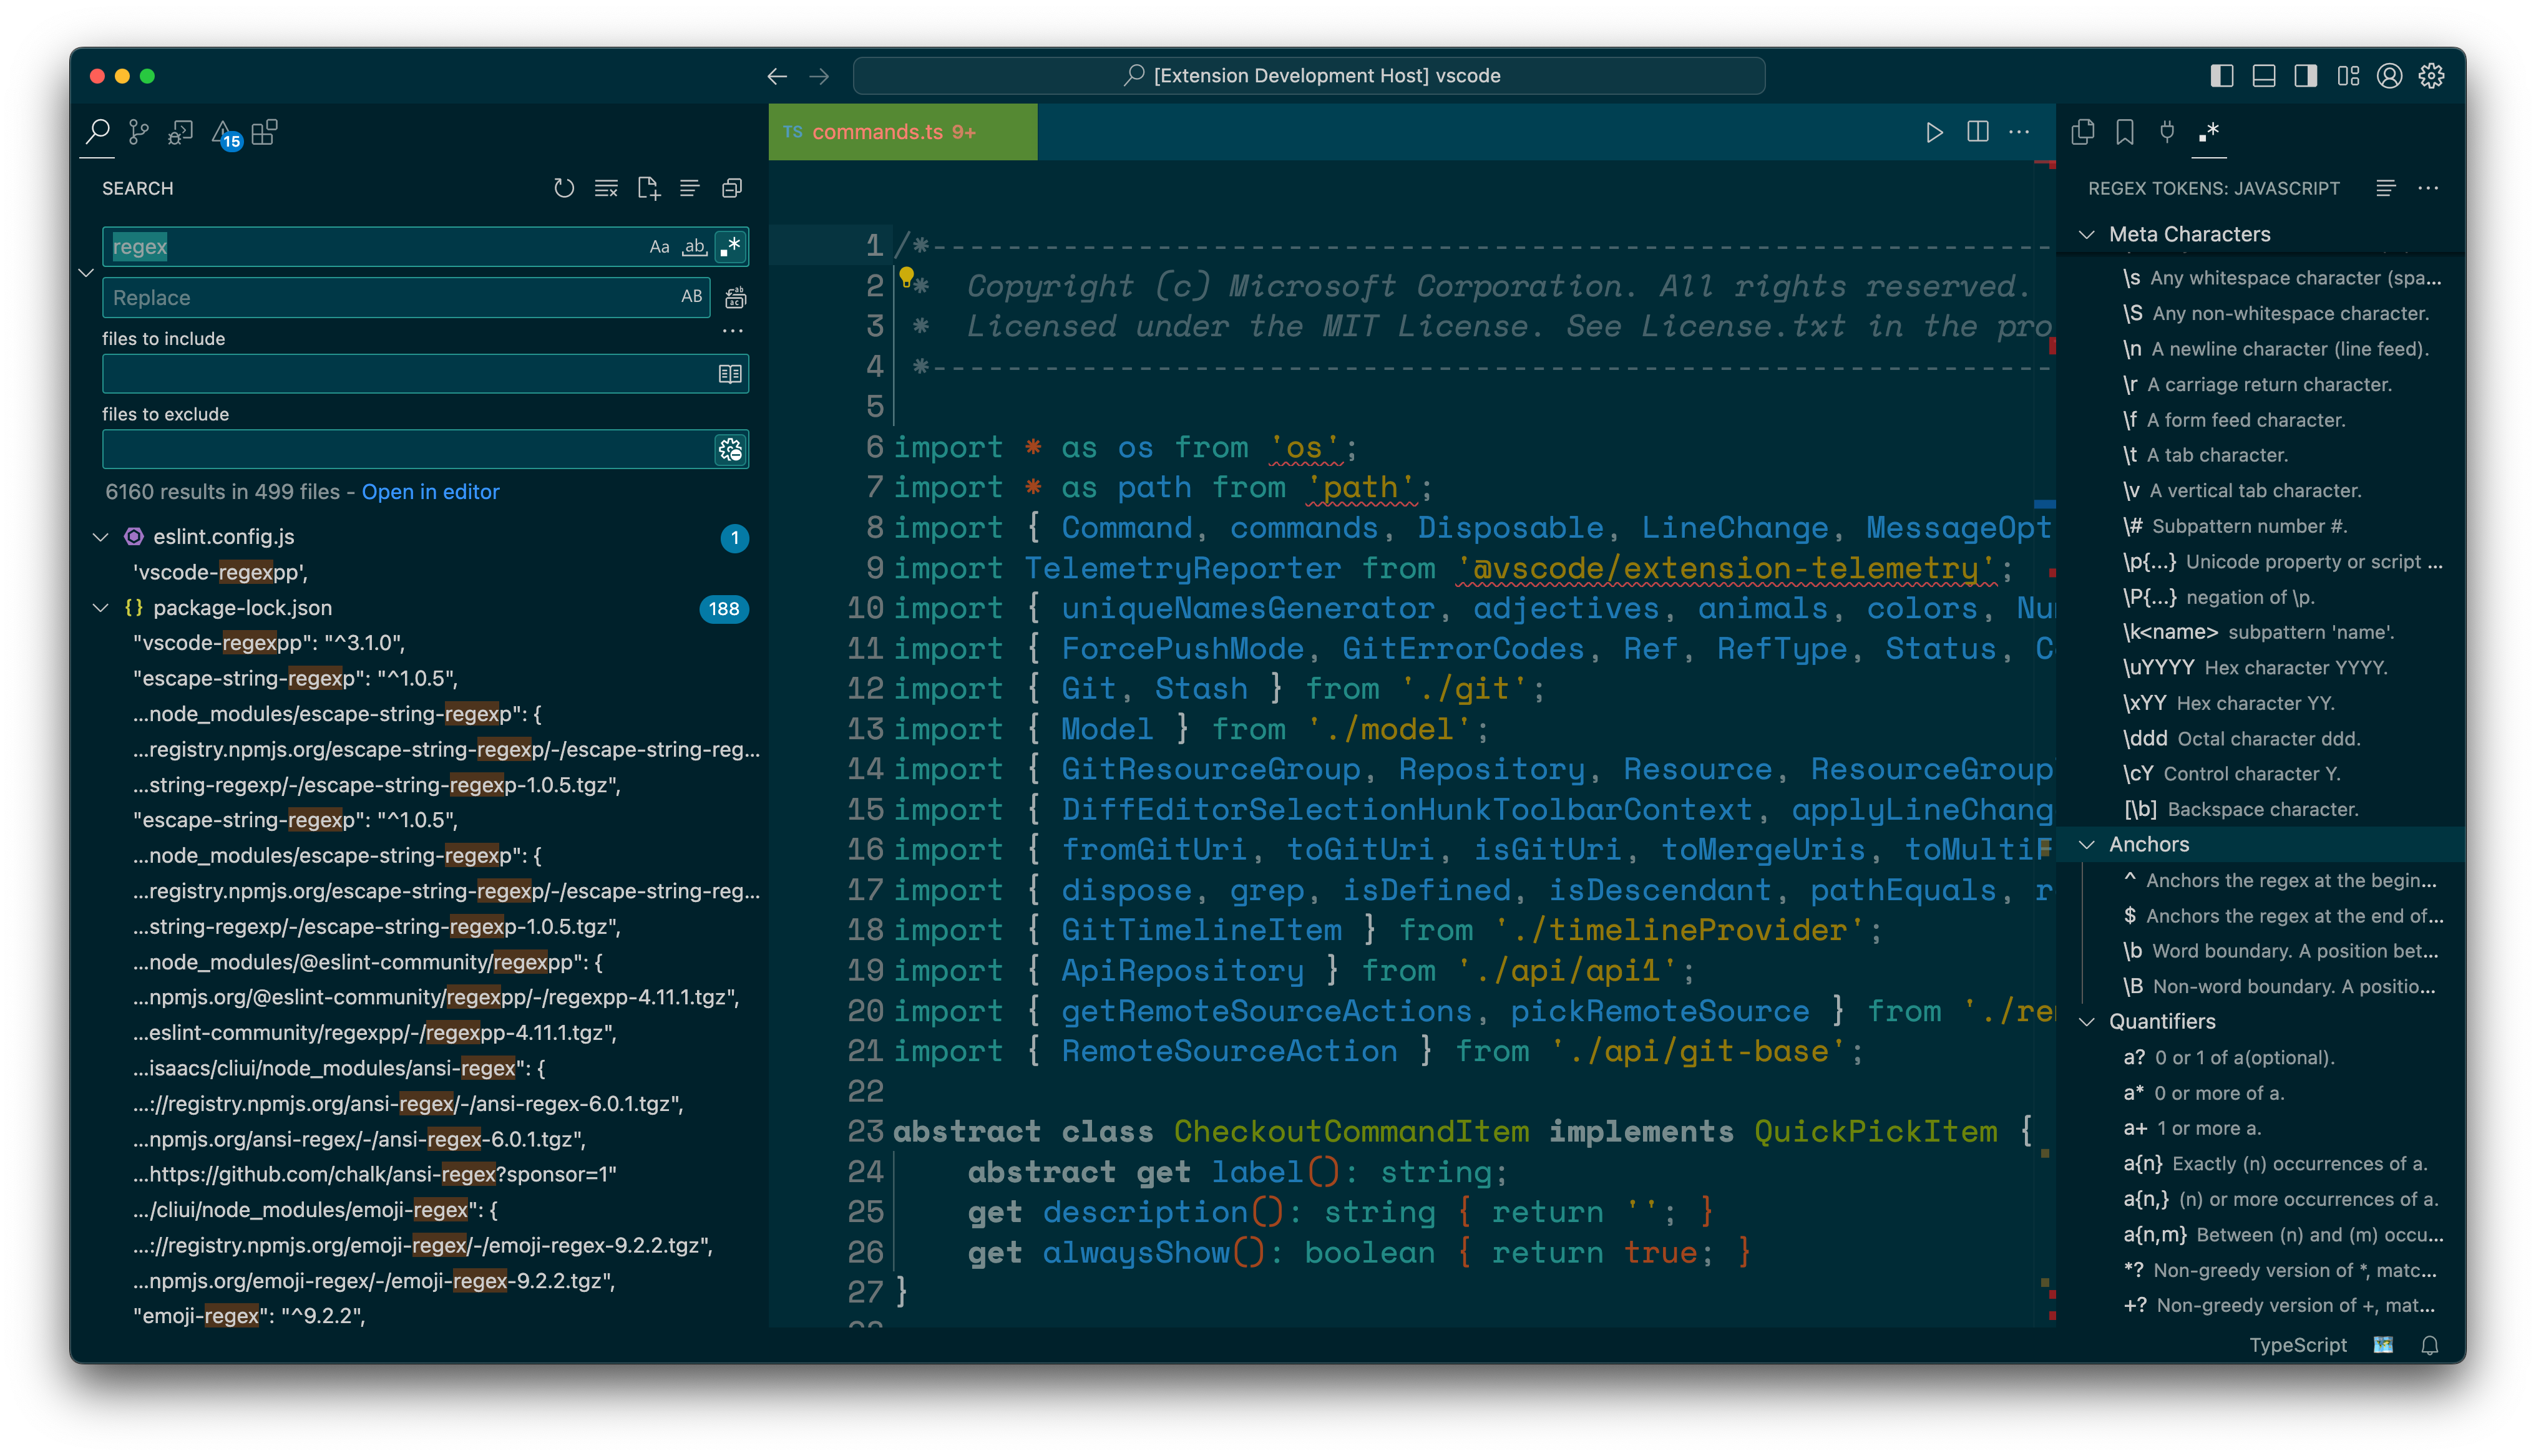 [Extension Development Host] vscode
15
SEARCH
regex
Aa ab .*
Replace
AB
files to include
files to exclude
6160 results in 499 files - Open in editor
eslint.config.js 1
'vscode-regexpp',
{} package-lock.json 188
"vscode-regexpp": "^3.1.0",
"escape-string-regexp": "^1.0.5",
...node_modules/escape-string-regexp": {
...registry.npmjs.org/escape-string-regexp/-/escape-string-reg...
...string-regexp/-/escape-string-regexp-1.0.5.tgz",
"escape-string-regexp": "^1.0.5",
...node_modules/escape-string-regexp": {
...registry.npmjs.org/escape-string-regexp/-/escape-string-reg...
...string-regexp/-/escape-string-regexp-1.0.5.tgz",
...node_modules/@eslint-community/regexpp": {
...npmjs.org/@eslint-community/regexpp/-/regexpp-4.11.1.tgz",
...eslint-community/regexpp/-/regexpp-4.11.1.tgz",
...isaacs/cliui/node_modules/ansi-regex": {
...://registry.npmjs.org/ansi-regex/-/ansi-regex-6.0.1.tgz",
...npmjs.org/ansi-regex/-/ansi-regex-6.0.1.tgz",
...https://github.com/chalk/ansi-regex?sponsor=1"
.../cliui/node_modules/emoji-regex": {
...://registry.npmjs.org/emoji-regex/-/emoji-regex-9.2.2.tgz",
...npmjs.org/emoji-regex/-/emoji-regex-9.2.2.tgz",
"emoji-regex": "^9.2.2",
TS commands.ts 9+
1 /*--------------------------------------------------------------
2 * Copyright (c) Microsoft Corporation. All rights reserved.
3 * Licensed under the MIT License. See License.txt in the pro
4 *--------------------------------------------------------------
5
6 import * as os from 'os';
7 import * as path from 'path';
8 import { Command, commands, Disposable, LineChange, MessageOpt
9 import TelemetryReporter from '@vscode/extension-telemetry';
10 import { uniqueNamesGenerator, adjectives, animals, colors, Nu
11 import { ForcePushMode, GitErrorCodes, Ref, RefType, Status, C
12 import { Git, Stash } from './git';
13 import { Model } from './model';
14 import { GitResourceGroup, Repository, Resource, ResourceGroup
15 import { DiffEditorSelectionHunkToolbarContext, applyLineChang
16 import { fromGitUri, toGitUri, isGitUri, toMergeUris, toMultiF
17 import { dispose, grep, isDefined, isDescendant, pathEquals, r
18 import { GitTimelineItem } from './timelineProvider';
19 import { ApiRepository } from './api/api1';
20 import { getRemoteSourceActions, pickRemoteSource } from './re
21 import { RemoteSourceAction } from './api/git-base';
22
23 abstract class CheckoutCommandItem implements QuickPickItem {
24 abstract get label(): string;
25 get description(): string { return ''; }
26 get alwaysShow(): boolean { return true; }
27 }
.*
REGEX TOKENS: JAVASCRIPT
Meta Characters
\s Any whitespace character (spa...
\S Any non-whitespace character.
\n A newline character (line feed).
\r A carriage return character.
\f A form feed character.
\t A tab character.
\v A vertical tab character.
\# Subpattern number #.
\p{...} Unicode property or script ...
\P{...} negation of \p.
\k<name> subpattern 'name'.
\uYYYY Hex character YYYY.
\xYY Hex character YY.
\ddd Octal character ddd.
\cY Control character Y.
[\b] Backspace character.
Anchors
^ Anchors the regex at the begin...
$ Anchors the regex at the end of...
\b Word boundary. A position bet...
\B Non-word boundary. A positio...
Quantifiers
a? 0 or 1 of a(optional).
a* 0 or more of a.
a+ 1 or more a.
a{n} Exactly (n) occurrences of a.
a{n,} (n) or more occurrences of a.
a{n,m} Between (n) and (m) occu...
*? Non-greedy version of *, matc...
+? Non-greedy version of +, mat...
TypeScript